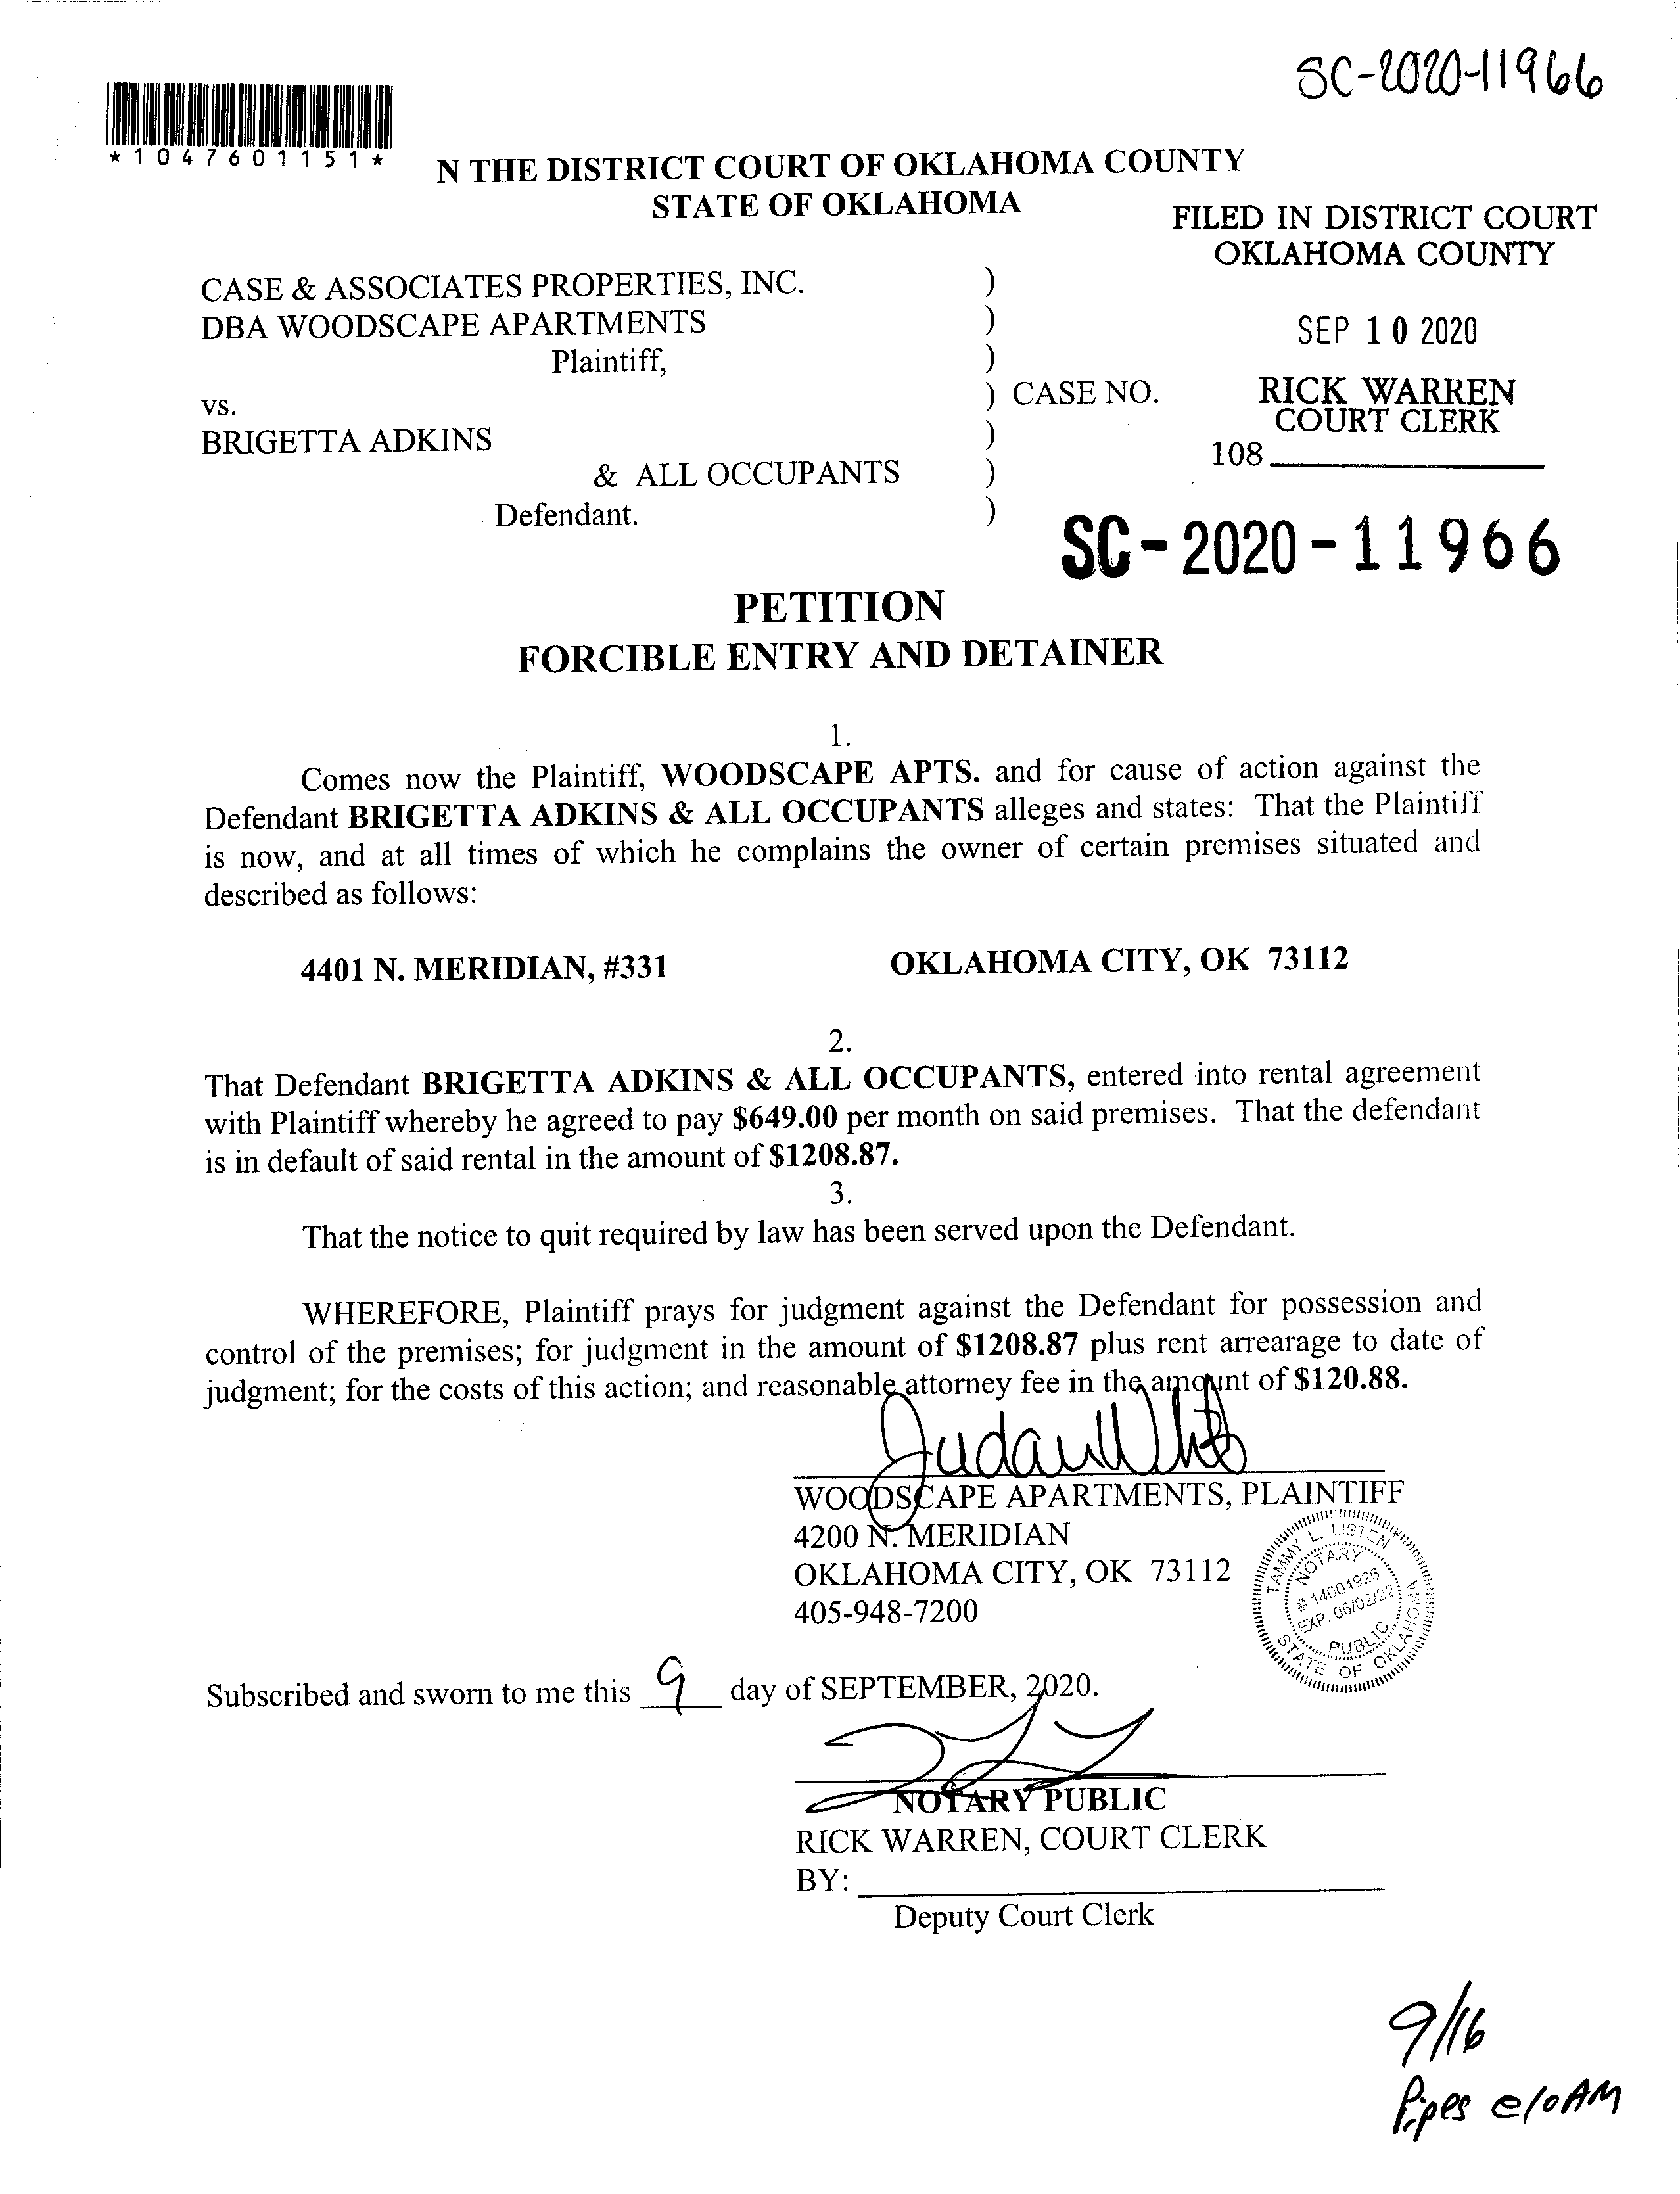 SC-2020-11966
*1047601151*
N THE DISTRICT COURT OF OKLAHOMA COUNTY
STATE OF OKLAHOMA
FILED IN DISTRICT COURT
OKLAHOMA COUNTY
CASE & ASSOCIATES PROPERTIES, INC. )
DBA WOODSCAPE APARTMENTS )
SEP 10 2020
Plaintiff, )
vs. ) CASE NO.
RICK WARREN
COURT CLERK
BRIGETTA ADKINS )
108
& ALL OCCUPANTS )
Defendant. )
SC-2020-11966
PETITION
FORCIBLE ENTRY AND DETAINER
1.
Comes now the Plaintiff, WOODSCAPE APTS. and for cause of action against the
Defendant BRIGETTA ADKINS & ALL OCCUPANTS alleges and states: That the Plaintiff
is now, and at all times of which he complains the owner of certain premises situated and
described as follows:
4401 N. MERIDIAN, #331 OKLAHOMA CITY, OK 73112
2.
That Defendant BRIGETTA ADKINS & ALL OCCUPANTS, entered into rental agreement
with Plaintiff whereby he agreed to pay $649.00 per month on said premises. That the defendant
is in default of said rental in the amount of $1208.87.
3.
That the notice to quit required by law has been served upon the Defendant.
WHEREFORE, Plaintiff prays for judgment against the Defendant for possession and
control of the premises; for judgment in the amount of $1208.87 plus rent arrearage to date of
judgment; for the costs of this action; and reasonable attorney fee in the amount of $120.88.
WOODSCAPE APARTMENTS, PLAINTIFF
4200 N. MERIDIAN
OKLAHOMA CITY, OK 73112
405-948-7200
TAMMY L. LISTEN
NOTARY
# 14004926
EXP. 06/02/22
PUBLIC
STATE OF OKLAHOMA
Subscribed and sworn to me this 9 day of SEPTEMBER, 2020.
NOTARY PUBLIC
RICK WARREN, COURT CLERK
BY:
Deputy Court Clerk
9/16
Pipes @10AM